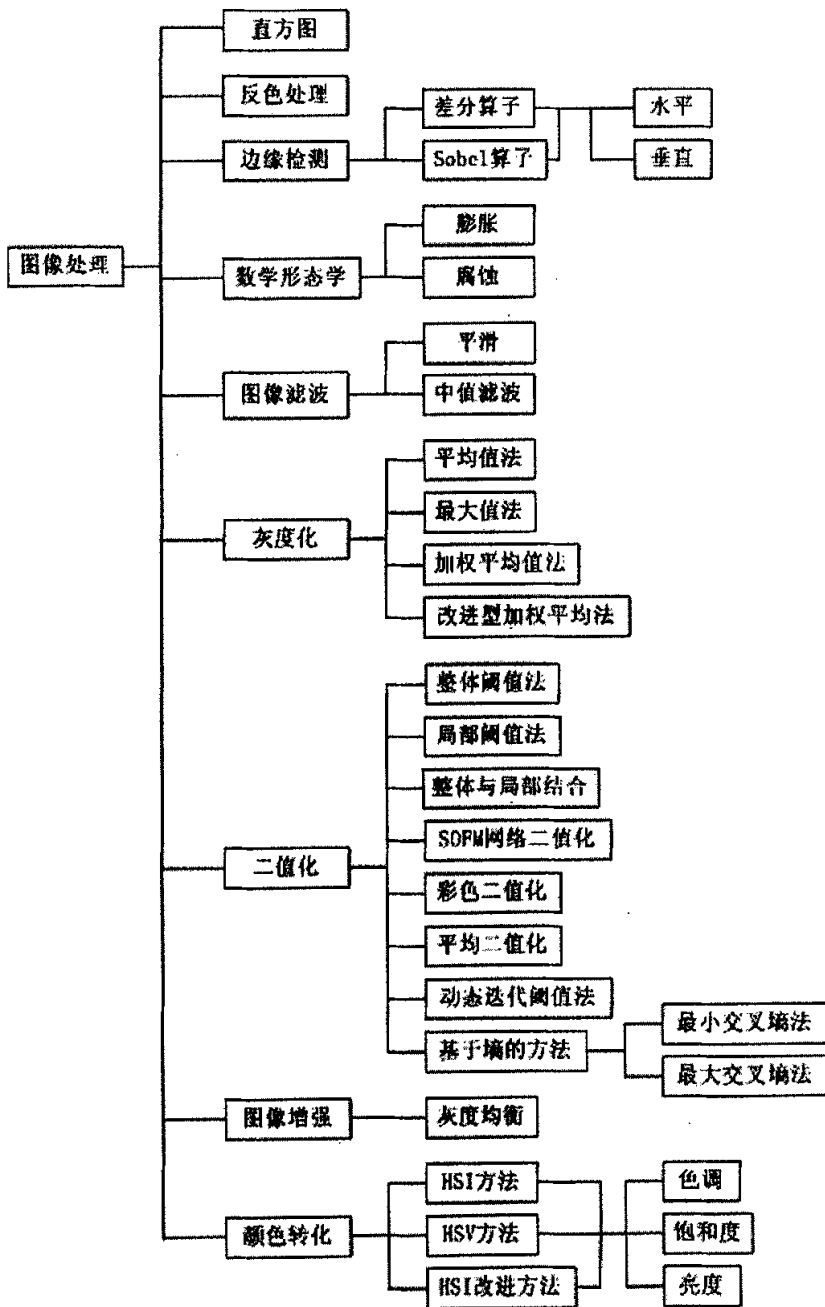 直方图
反色处理
边缘检测
差分算子
Sobel算子
水平
垂直
图像处理
数学形态学
膨胀
腐蚀
图像滤波
平滑
中值滤波
灰度化
平均值法
最大值法
加权平均值法
改进型加权平均法
二值化
整体阈值法
局部阈值法
整体与局部结合
SOFM网络二值化
彩色二值化
平均二值化
动态迭代阈值法
基于熵的方法
最小交叉熵法
最大交叉熵法
图像增强
灰度均衡
颜色转化
HSI方法
HSV方法
HSI改进方法
色调
饱和度
亮度